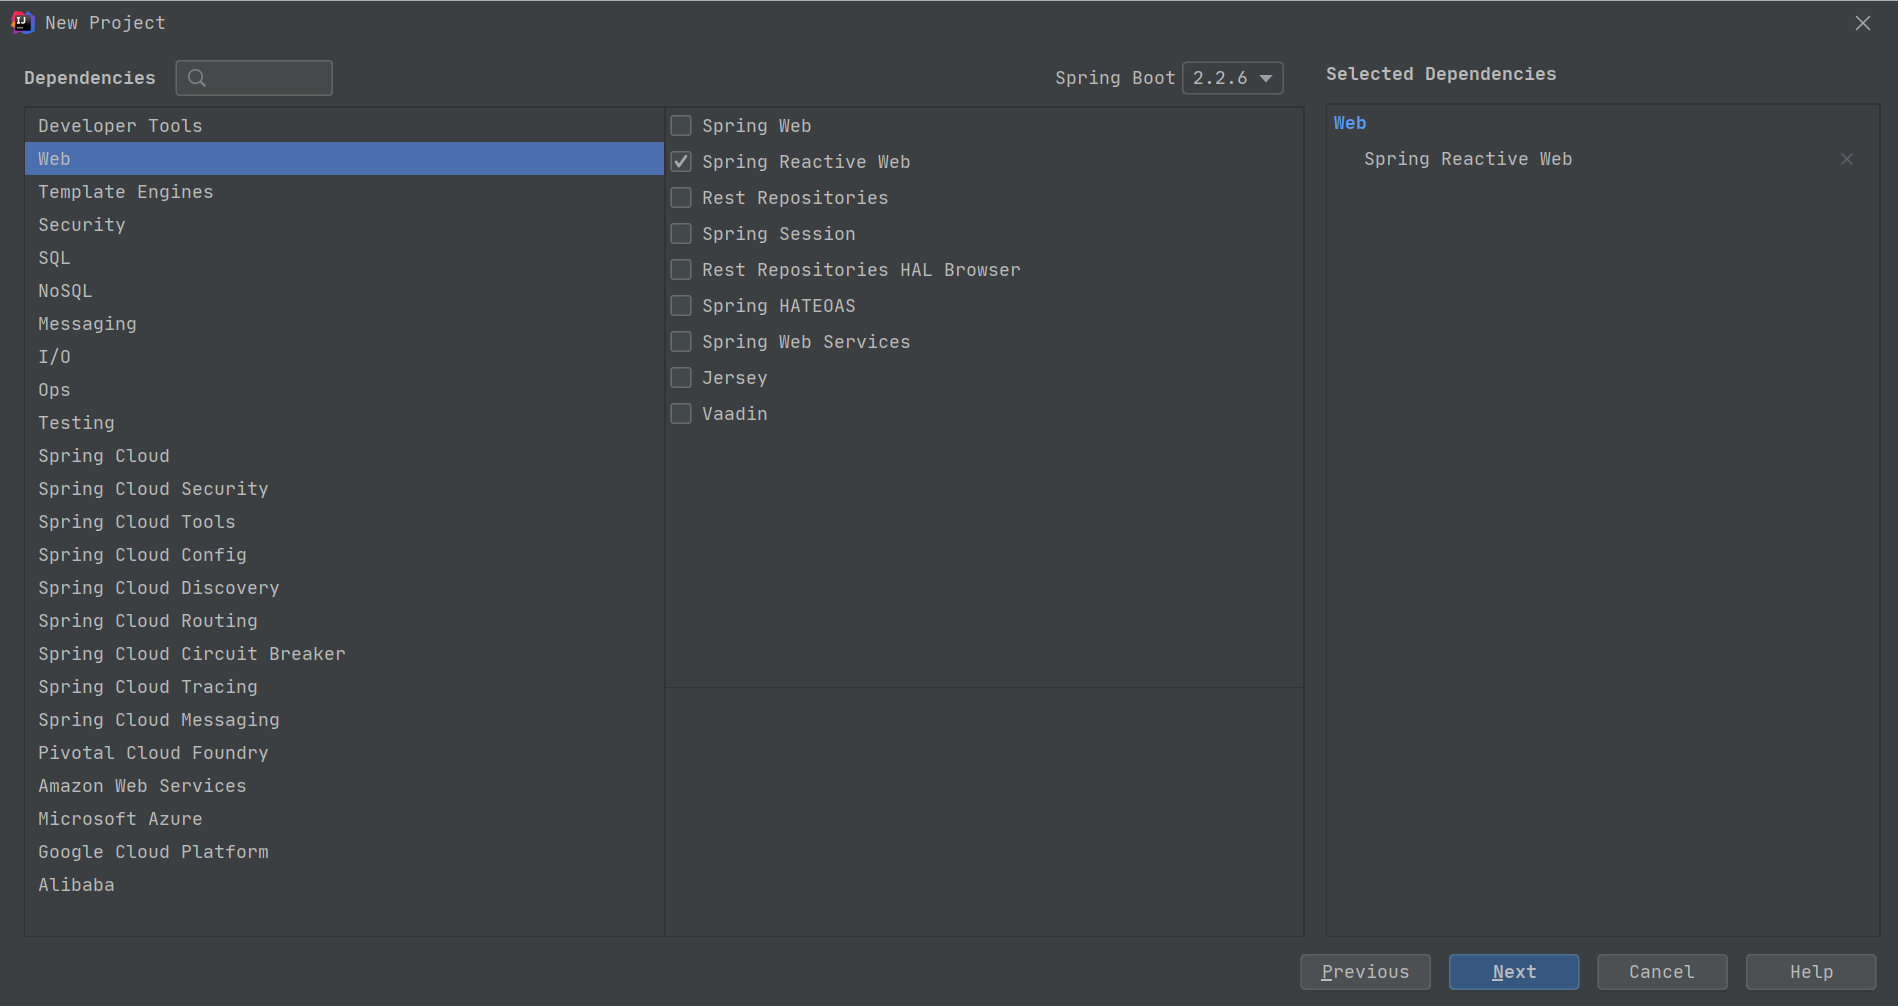 New Project
Dependencies
Spring Boot 2.2.6
Selected Dependencies
Developer Tools
Web
Template Engines
Security
SQL
NoSQL
Messaging
I/O
Ops
Testing
Spring Cloud
Spring Cloud Security
Spring Cloud Tools
Spring Cloud Config
Spring Cloud Discovery
Spring Cloud Routing
Spring Cloud Circuit Breaker
Spring Cloud Tracing
Spring Cloud Messaging
Pivotal Cloud Foundry
Amazon Web Services
Microsoft Azure
Google Cloud Platform
Alibaba
Spring Web
Spring Reactive Web
Rest Repositories
Spring Session
Rest Repositories HAL Browser
Spring HATEOAS
Spring Web Services
Jersey
Vaadin
Web
Spring Reactive Web
Previous
Next
Cancel
Help